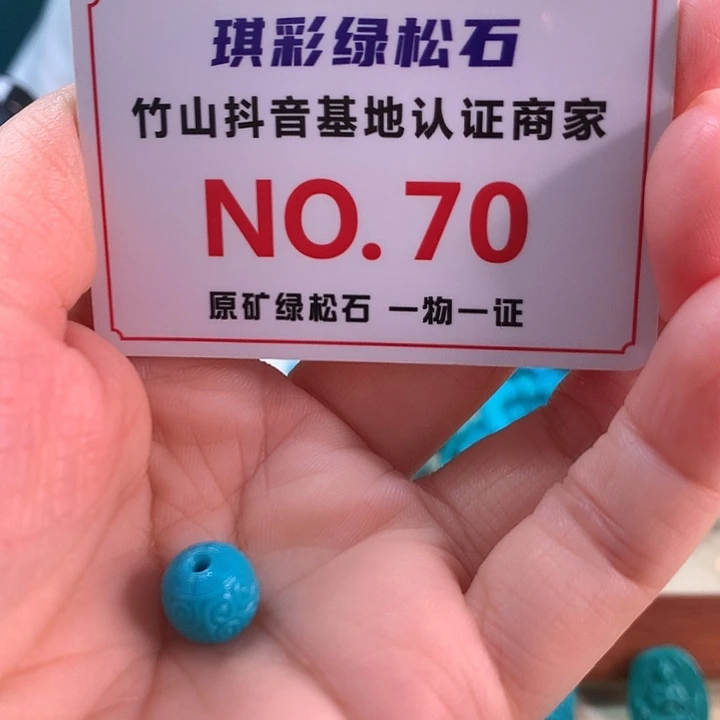 琪彩绿松石
竹山抖音基地认证商家
NO.70
原矿绿松石 一物一证